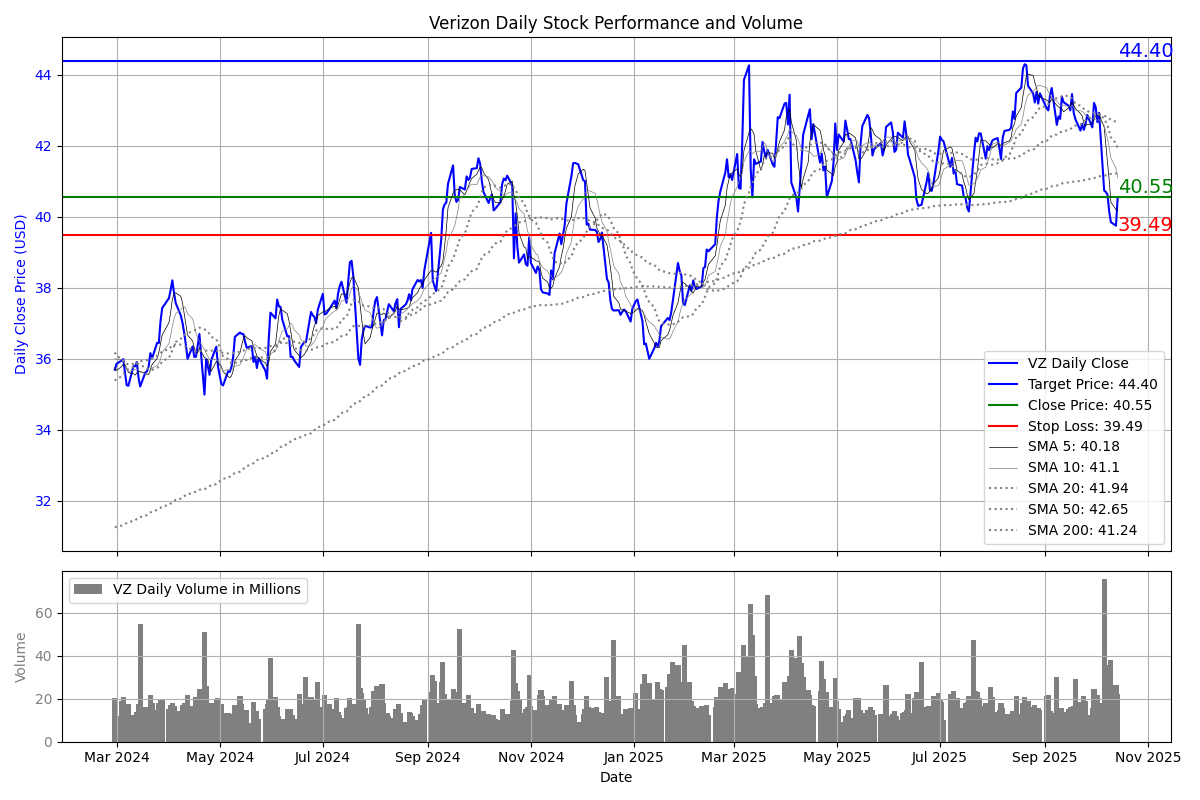 Verizon Daily Stock Performance and Volume
44.40
40.55
39.49
Daily Close Price (USD)
44
42
40
38
36
34
32
VZ Daily Close
Target Price: 44.40
Close Price: 40.55
Stop Loss: 39.49
SMA 5: 40.18
SMA 10: 41.1
SMA 20: 41.94
SMA 50: 42.65
SMA 200: 41.24
VZ Daily Volume in Millions
Volume
60
40
20
0
Mar 2024 May 2024 Jul 2024 Sep 2024 Nov 2024 Jan 2025 Mar 2025 May 2025 Jul 2025 Sep 2025 Nov 2025
Date